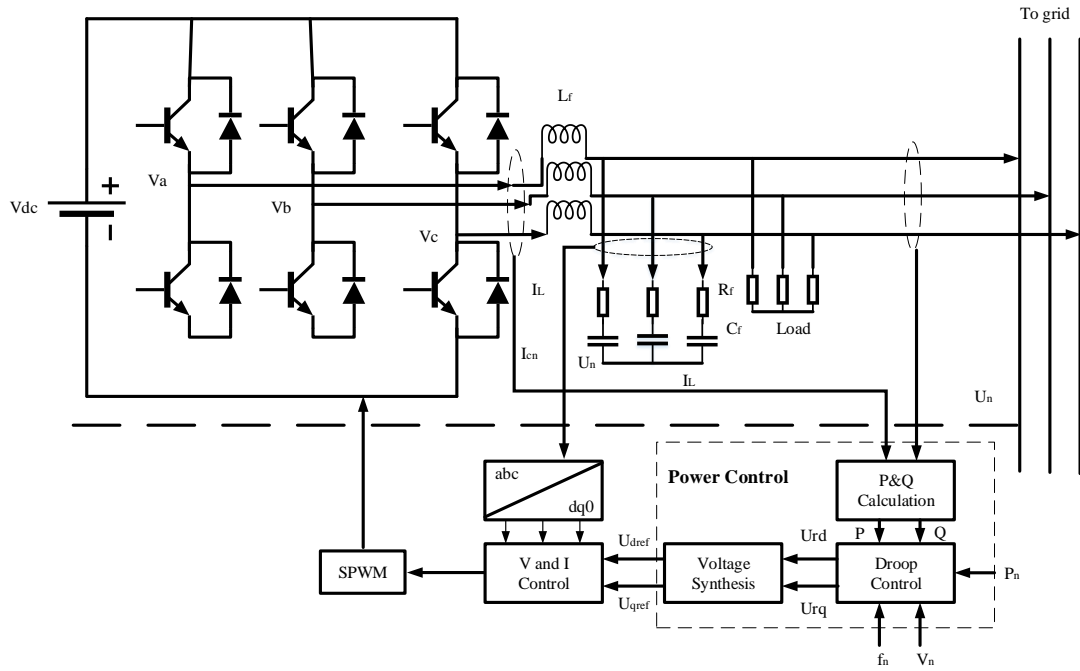 To grid
Lf
Va
+
Vdc
Vb
−
Vc
IL
Rf
Cf
Load
Icn
Un
IL
Un
abc
dq0
Power Control
P&Q
Calculation
P
Q
Udref
Urd
SPWM
V and I
Control
Voltage
Synthesis
Droop
Control
Pn
Uqref
Urq
fn
Vn